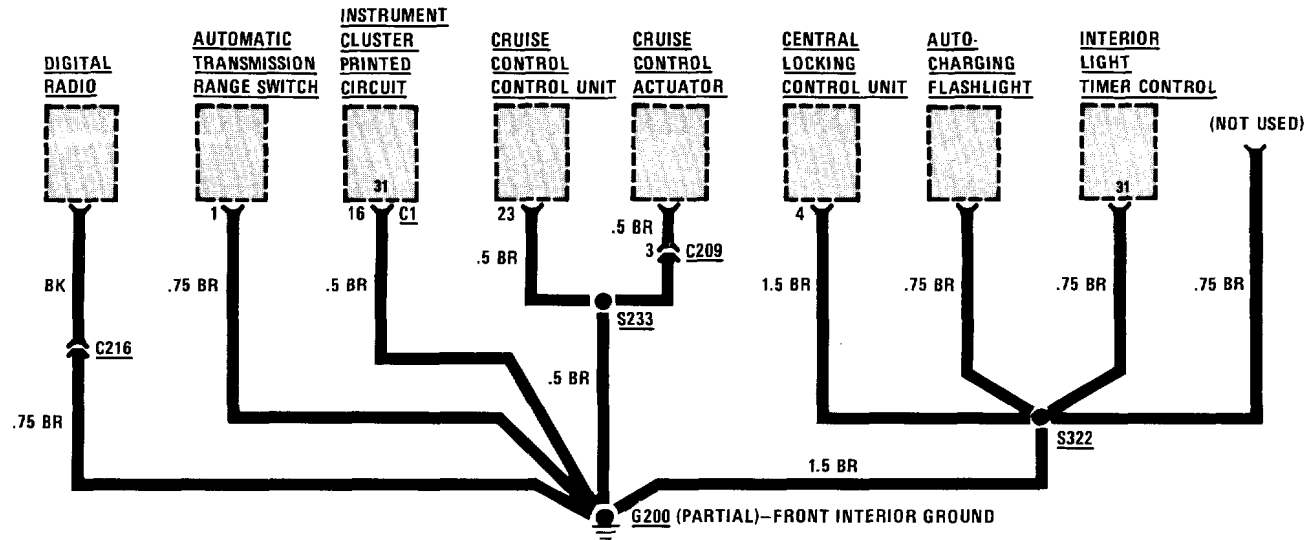 DIGITAL
RADIO
AUTOMATIC
TRANSMISSION
RANGE SWITCH
INSTRUMENT
CLUSTER
PRINTED
CIRCUIT
CRUISE
CONTROL
CONTROL UNIT
CRUISE
CONTROL
ACTUATOR
CENTRAL
LOCKING
CONTROL UNIT
AUTO-
CHARGING
FLASHLIGHT
INTERIOR
LIGHT
TIMER CONTROL
(NOT USED)
31
31
1
16
C1
23
4
.5 BR
3
C209
BK
.75 BR
.5 BR
.5 BR
1.5 BR
.75 BR
.75 BR
.75 BR
S233
C216
.5 BR
.75 BR
S322
1.5 BR
G200 (PARTIAL)–FRONT INTERIOR GROUND